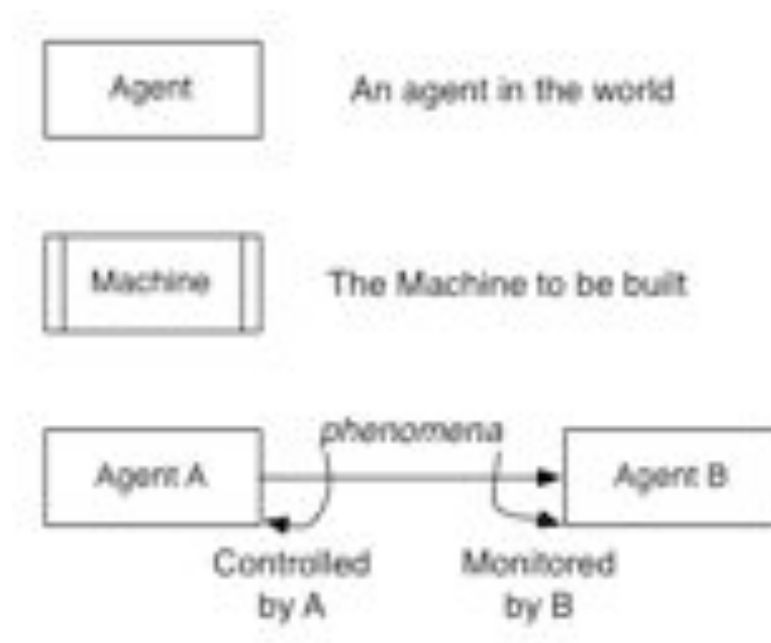 Agent
An agent in the world
Machine
The Machine to be built
phenomena
Agent A
Agent B
Controlled
by A
Monitored
by B